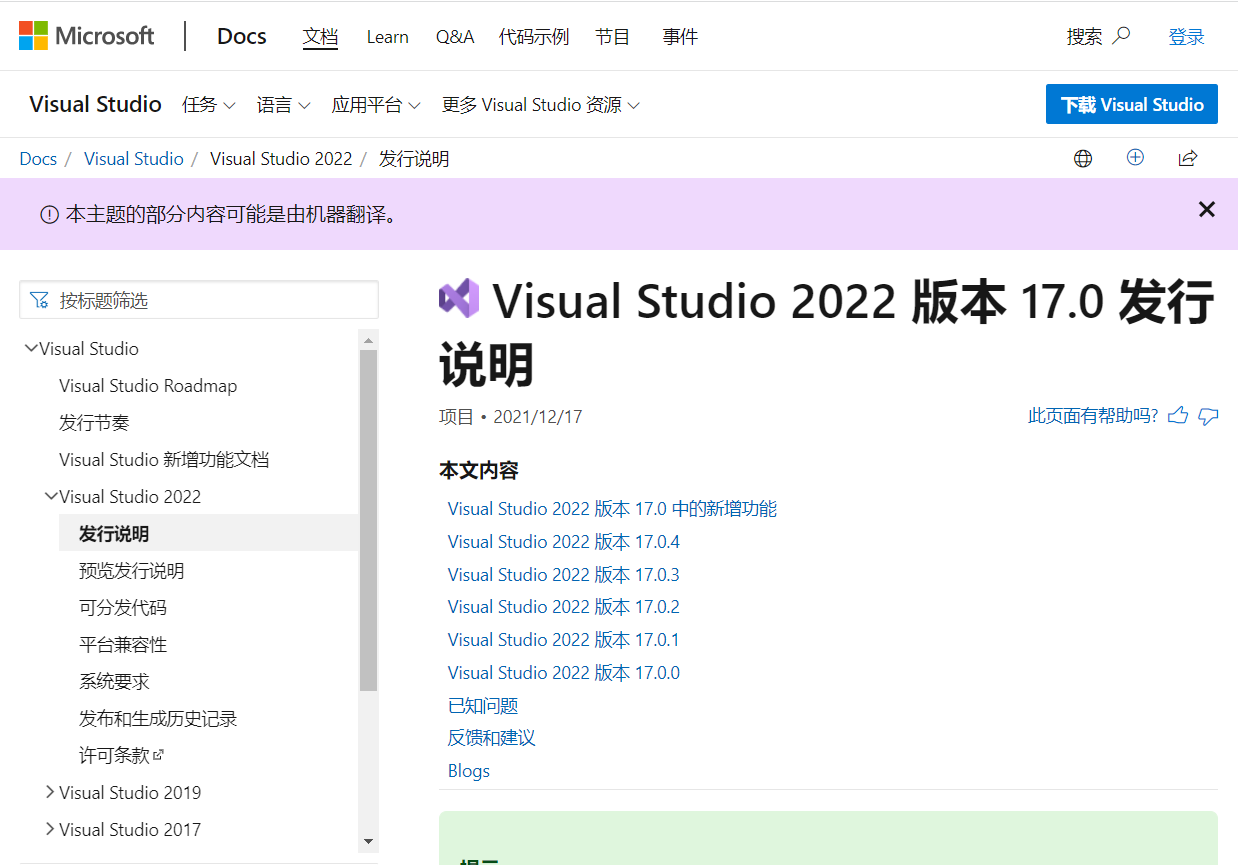 Microsoft Docs 文档 Learn Q&A 代码示例 节目 事件 搜索 登录
Visual Studio 任务 语言 应用平台 更多 Visual Studio 资源 下载 Visual Studio
Docs / Visual Studio / Visual Studio 2022 / 发行说明
本主题的部分内容可能是由机器翻译。
按标题筛选
Visual Studio
Visual Studio Roadmap
发行节奏
Visual Studio 新增功能文档
Visual Studio 2022
发行说明
预览发行说明
可分发代码
平台兼容性
系统要求
发布和生成历史记录
许可条款
Visual Studio 2019
Visual Studio 2017
Visual Studio 2022 版本 17.0 发行
说明
项目 • 2021/12/17 此页面有帮助吗?
本文内容
Visual Studio 2022 版本 17.0 中的新增功能
Visual Studio 2022 版本 17.0.4
Visual Studio 2022 版本 17.0.3
Visual Studio 2022 版本 17.0.2
Visual Studio 2022 版本 17.0.1
Visual Studio 2022 版本 17.0.0
已知问题
反馈和建议
Blogs